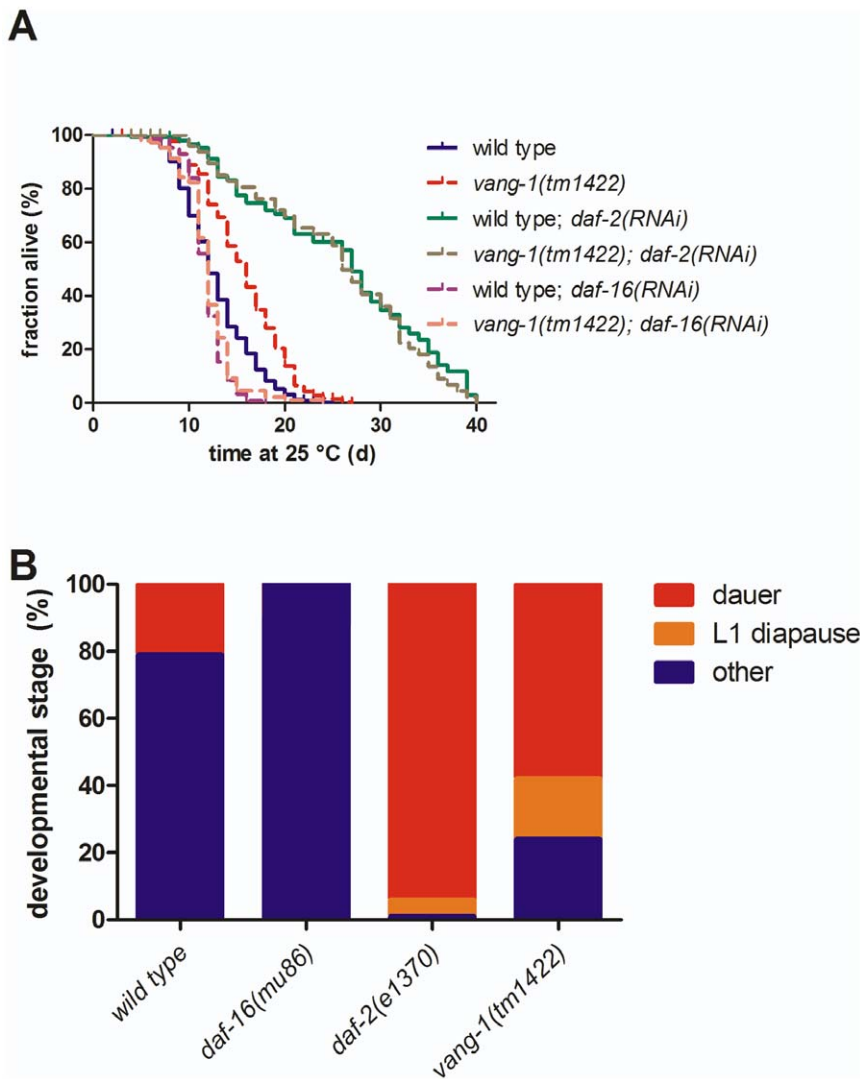 A
100
80
60
40
20
0
fraction alive (%)
0 10 20 30 40
time at 25 °C (d)
wild type
vang-1(tm1422)
wild type; daf-2(RNAi)
vang-1(tm1422); daf-2(RNAi)
wild type; daf-16(RNAi)
vang-1(tm1422); daf-16(RNAi)
B
100
80
60
40
20
0
developmental stage (%)
wild type
daf-16(mu86)
daf-2(e1370)
vang-1(tm1422)
dauer
L1 diapause
other